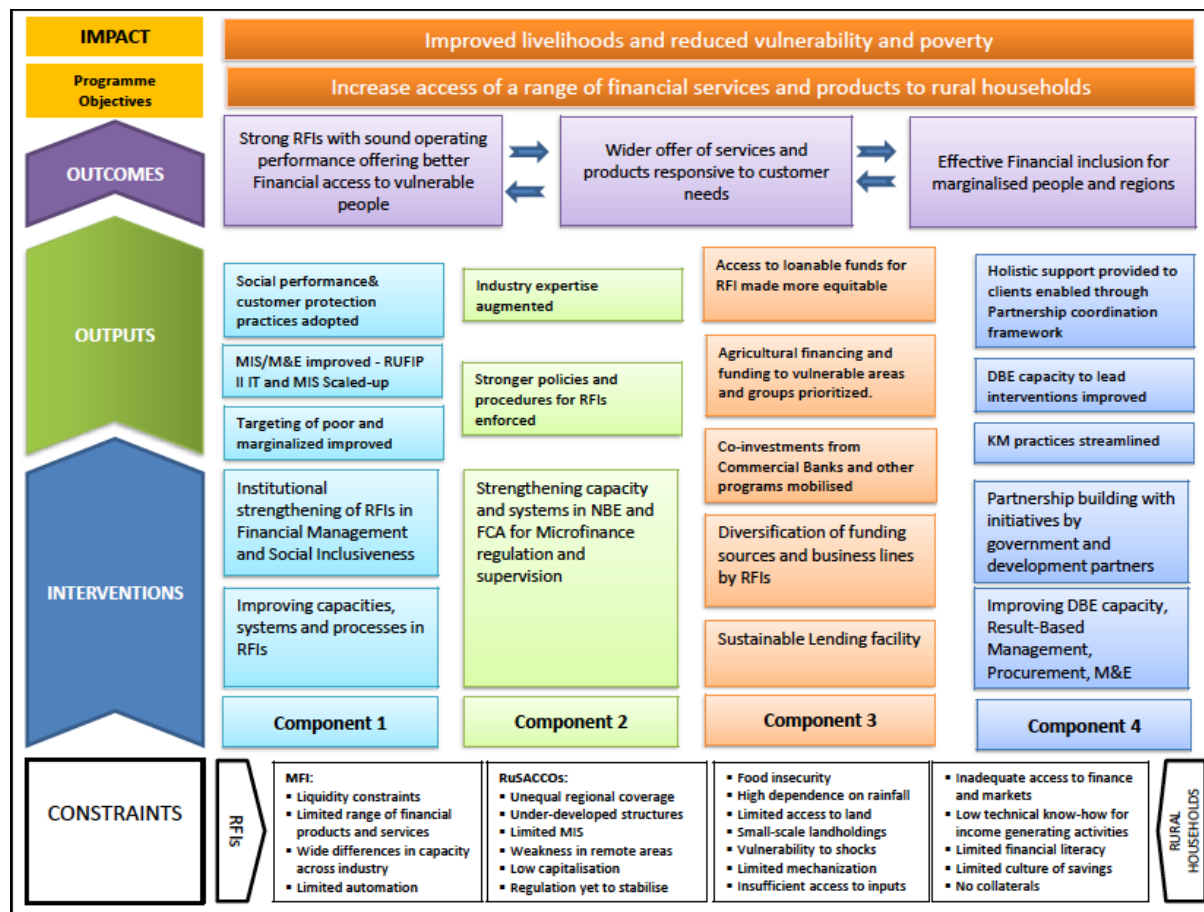 IMPACT
Improved livelihoods and reduced vulnerability and poverty
Programme
Objectives
Increase access of a range of financial services and products to rural households
OUTCOMES
Strong RFIs with sound operating
performance offering better
Financial access to vulnerable
people
Wider offer of services and
products responsive to customer
needs
Effective Financial inclusion for
marginalised people and regions
OUTPUTS
Social performance&
customer protection
practices adopted
MIS/M&E improved - RUFIP
II IT and MIS Scaled-up
Targeting of poor and
marginalized improved
Industry expertise
augmented
Stronger policies and
procedures for RFIs
enforced
Access to loanable funds for
RFI made more equitable
Agricultural financing and
funding to vulnerable areas
and groups prioritized.
Co-investments from
Commercial Banks and other
programs mobilised
Holistic support provided to
clients enabled through
Partnership coordination
framework
DBE capacity to lead
interventions improved
KM practices streamlined
INTERVENTIONS
Institutional
strengthening of RFIs in
Financial Management
and Social Inclusiveness
Improving capacities,
systems and processes in
RFIs
Strengthening capacity
and systems in NBE and
FCA for Microfinance
regulation and
supervision
Diversification of funding
sources and business lines
by RFIs
Sustainable Lending facility
Partnership building with
initiatives by
government and
development partners
Improving DBE capacity,
Result-Based
Management,
Procurement, M&E
Component 1
Component 2
Component 3
Component 4
CONSTRAINTS
RFIs
MFI:
▪ Liquidity constraints
▪ Limited range of financial
products and services
▪ Wide differences in capacity
across industry
▪ Limited automation
RuSACCOs:
▪ Unequal regional coverage
▪ Under-developed structures
▪ Limited MIS
▪ Weakness in remote areas
▪ Low capitalisation
▪ Regulation yet to stabilise
▪ Food insecurity
▪ High dependence on rainfall
▪ Limited access to land
▪ Small-scale landholdings
▪ Vulnerability to shocks
▪ Limited mechanization
▪ Insufficient access to inputs
▪ Inadequate access to finance
and markets
▪ Low technical know-how for
income generating activities
▪ Limited financial literacy
▪ Limited culture of savings
▪ No collaterals
RURAL
HOUSEHOLDS